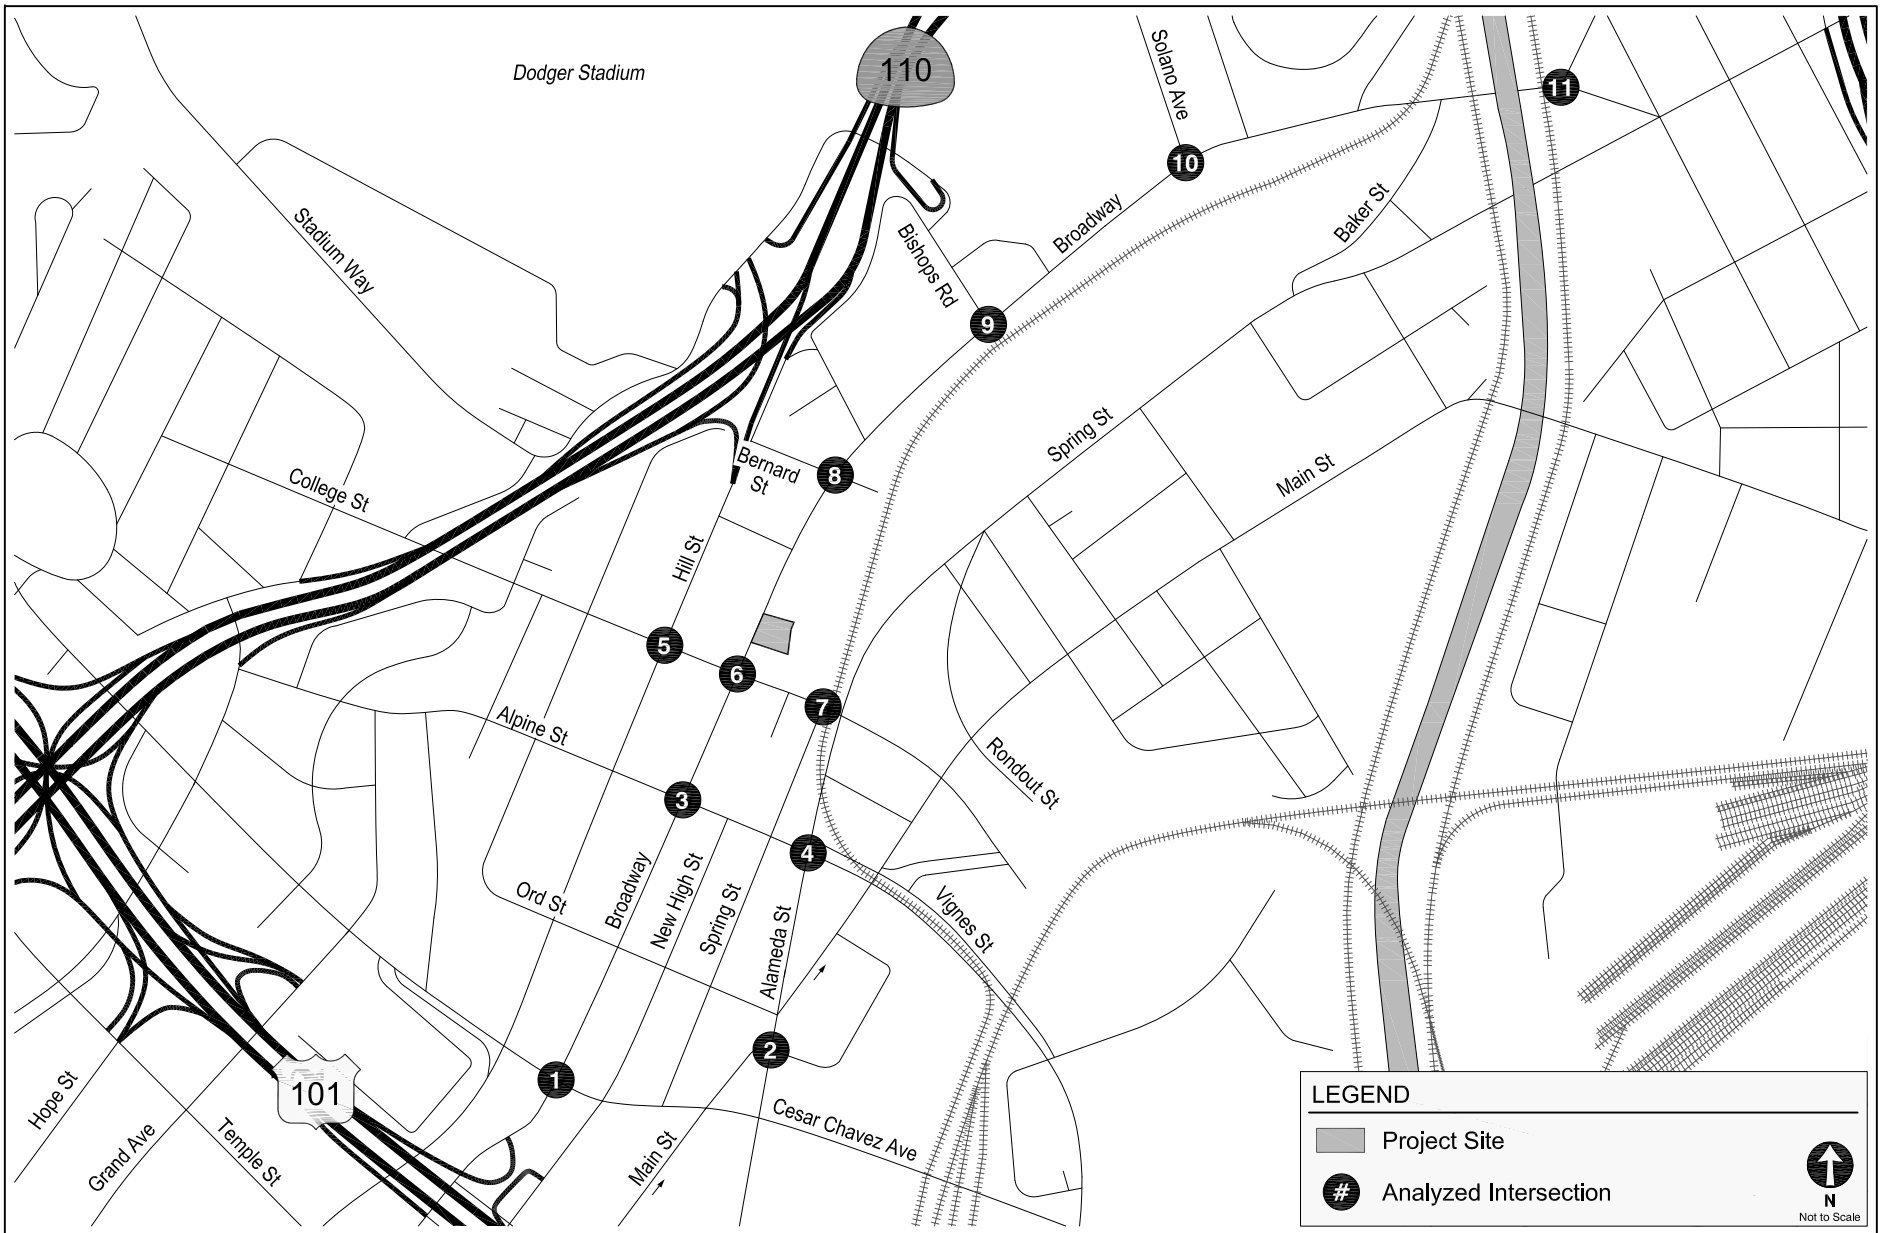 Dodger Stadium
110
Solano Ave
11
10
Stadium Way
Bishops Rd
Broadway
Baker St
9
College St
Bernard
St
8
Spring St
Main St
Hill St
5
6
7
Alpine St
3
Rondout St
4
Ord St
Broadway
New High St
Spring St
Alameda St
Vignes St
2
1
101
Hope St
Grand Ave
Temple St
Main St
Cesar Chavez Ave
LEGEND
Project Site
# Analyzed Intersection
N
Not to Scale